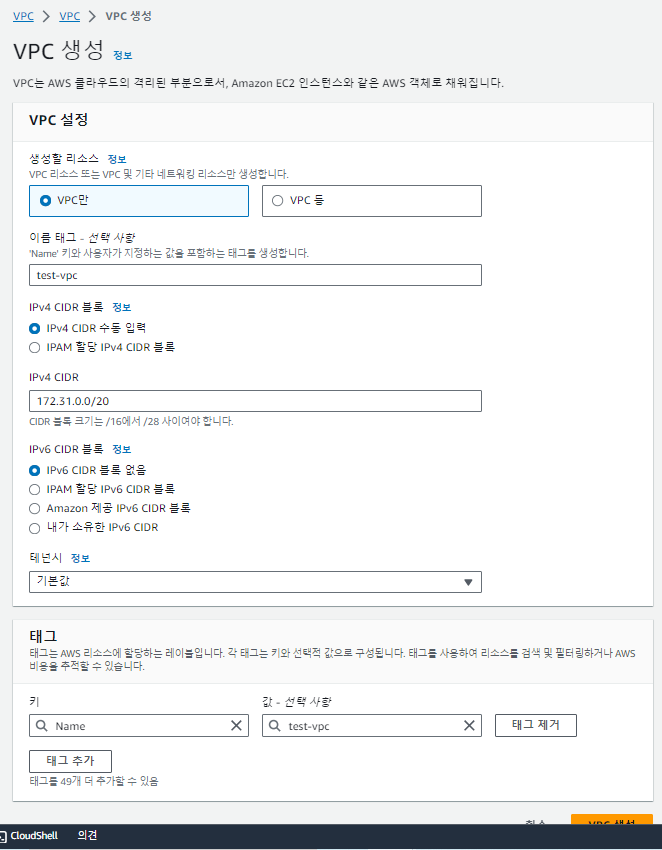 VPC > VPC > VPC 생성
VPC 생성 정보
VPC는 AWS 클라우드의 격리된 부분으로서, Amazon EC2 인스턴스와 같은 AWS 객체로 채워집니다.
VPC 설정
생성할 리소스 정보
VPC 리소스 또는 VPC 및 기타 네트워킹 리소스만 생성합니다.
VPC만 VPC 등
이름 태그 - 선택 사항
'Name' 키와 사용자가 지정하는 값을 포함하는 태그를 생성합니다.
test-vpc
IPv4 CIDR 블록 정보
IPv4 CIDR 수동 입력
IPAM 할당 IPv4 CIDR 블록
IPv4 CIDR
172.31.0.0/20
CIDR 블록 크기는 /16에서 /28 사이여야 합니다.
IPv6 CIDR 블록 정보
IPv6 CIDR 블록 없음
IPAM 할당 IPv6 CIDR 블록
Amazon 제공 IPv6 CIDR 블록
내가 소유한 IPv6 CIDR
테넌시 정보
기본값
태그
태그는 AWS 리소스에 할당하는 레이블입니다. 각 태그는 키와 선택적 값으로 구성됩니다. 태그를 사용하여 리소스를 검색 및 필터링하거나 AWS
비용을 추적할 수 있습니다.
키 값 - 선택 사항
Name test-vpc 태그 제거
태그 추가
태그를 49개 더 추가할 수 있음
취소 VPC 생성
CloudShell 의견